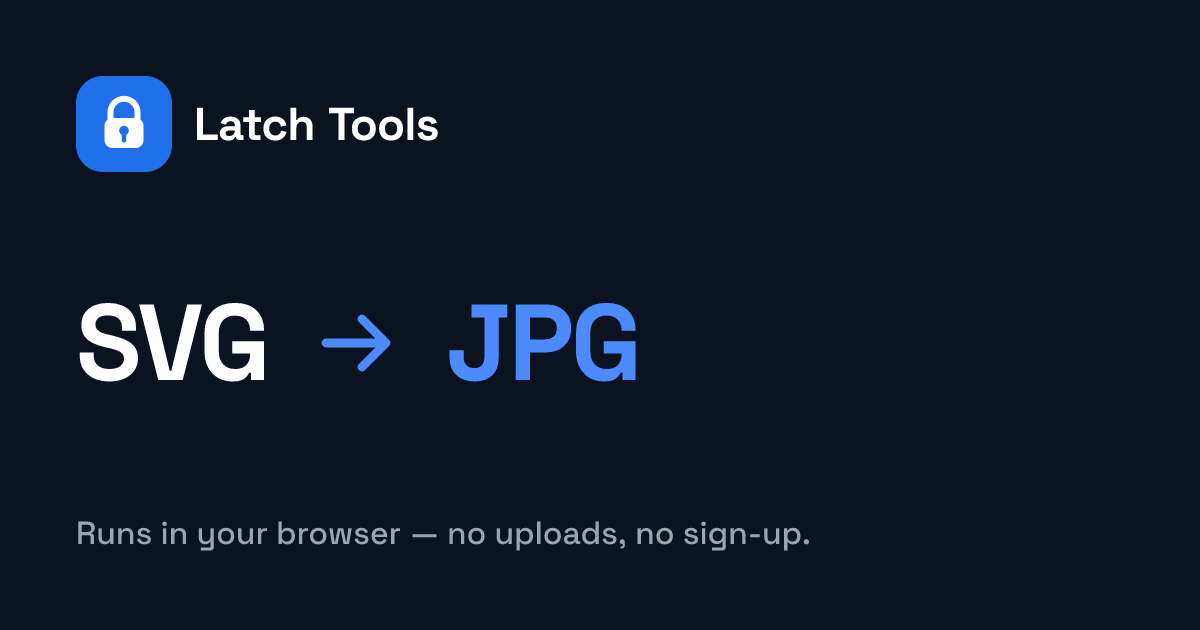 Latch Tools
SVG → JPG
Runs in your browser — no uploads, no sign-up.